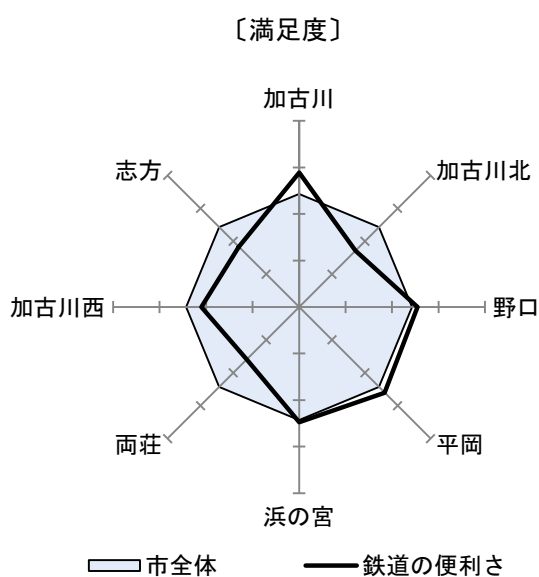 〔満足度〕
加古川
志方
加古川北
加古川西
野口
両荘
平岡
浜の宮
市全体
鉄道の便利さ